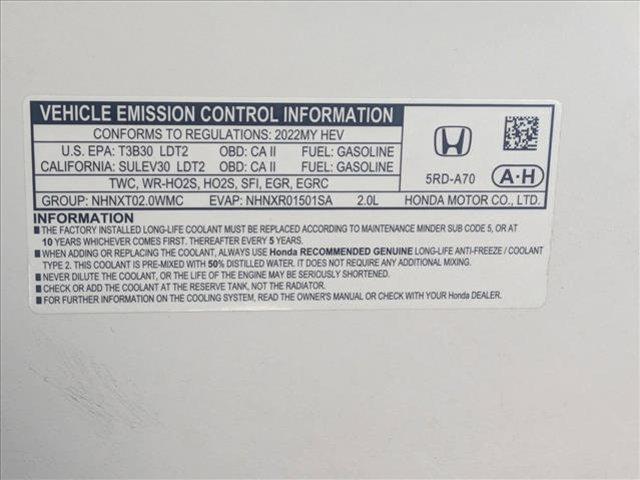 VEHICLE EMISSION CONTROL INFORMATION
CONFORMS TO REGULATIONS: 2022MY HEV
U.S. EPA: T3B30 LDT2 OBD: CA II FUEL: GASOLINE
CALIFORNIA: SULEV30 LDT2 OBD: CA II FUEL: GASOLINE
TWC, WR-HO2S, HO2S, SFI, EGR, EGRC
5RD-A70 A·H
GROUP: NHNXT02.0WMC EVAP: NHNXR01501SA 2.0L HONDA MOTOR CO., LTD.
INFORMATION
■ THE FACTORY INSTALLED LONG-LIFE COOLANT MUST BE REPLACED ACCORDING TO MAINTENANCE MINDER SUB CODE 5, OR AT
10 YEARS WHICHEVER COMES FIRST. THEREAFTER EVERY 5 YEARS.
■ WHEN ADDING OR REPLACING THE COOLANT, ALWAYS USE Honda RECOMMENDED GENUINE LONG-LIFE ANTI-FREEZE / COOLANT
TYPE 2. THIS COOLANT IS PRE-MIXED WITH 50% DISTILLED WATER. IT DOES NOT REQUIRE ANY ADDITIONAL MIXING.
■ NEVER DILUTE THE COOLANT, OR THE LIFE OF THE ENGINE MAY BE SERIOUSLY SHORTENED.
■ CHECK OR ADD THE COOLANT AT THE RESERVE TANK, NOT THE RADIATOR.
■ FOR FURTHER INFORMATION ON THE COOLING SYSTEM, READ THE OWNER'S MANUAL OR CHECK WITH YOUR Honda DEALER.